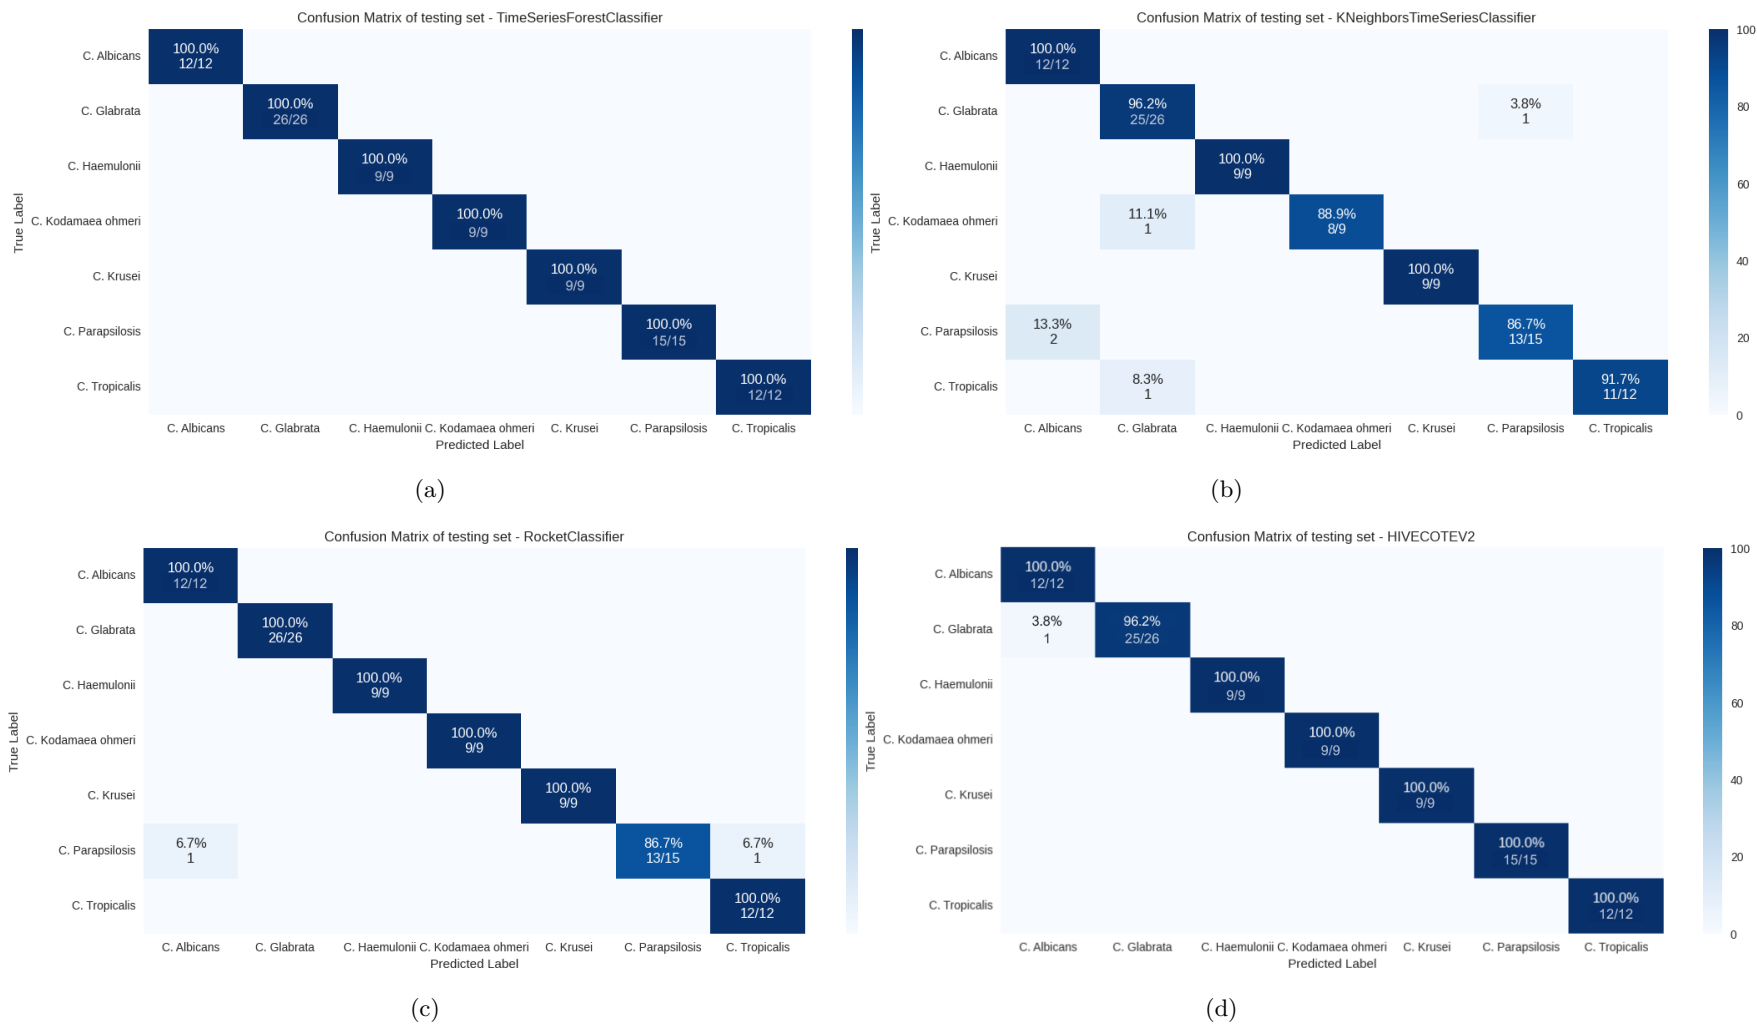 Confusion Matrix of testing set - TimeSeriesForestClassifier
True Label
C. Albicans
100.0%
12/12
C. Glabrata
100.0%
26/26
C. Haemulonii
100.0%
9/9
C. Kodamaea ohmeri
100.0%
9/9
C. Krusei
100.0%
9/9
C. Parapsilosis
100.0%
15/15
C. Tropicalis
100.0%
12/12
C. Albicans C. Glabrata C. Haemulonii C. Kodamaea ohmeri C. Krusei C. Parapsilosis C. Tropicalis
Predicted Label
(a)
Confusion Matrix of testing set - KNeighborsTimeSeriesClassifier
True Label
C. Albicans
100.0%
12/12
C. Glabrata
96.2% 3.8%
25/26 1
C. Haemulonii
100.0%
9/9
C. Kodamaea ohmeri
11.1% 88.9%
1 8/9
C. Krusei
100.0%
9/9
C. Parapsilosis
13.3% 86.7%
2 13/15
C. Tropicalis
8.3% 91.7%
1 11/12
C. Albicans C. Glabrata C. Haemulonii C. Kodamaea ohmeri C. Krusei C. Parapsilosis C. Tropicalis
Predicted Label
100
80
60
40
20
0
(b)
Confusion Matrix of testing set - RocketClassifier
True Label
C. Albicans
100.0%
12/12
C. Glabrata
100.0%
26/26
C. Haemulonii
100.0%
9/9
C. Kodamaea ohmeri
100.0%
9/9
C. Krusei
100.0%
9/9
C. Parapsilosis
6.7% 86.7% 6.7%
1 13/15 1
C. Tropicalis
100.0%
12/12
C. Albicans C. Glabrata C. Haemulonii C. Kodamaea ohmeri C. Krusei C. Parapsilosis C. Tropicalis
Predicted Label
(c)
Confusion Matrix of testing set - HIVECOTEV2
True Label
C. Albicans
100.0%
12/12
C. Glabrata
3.8% 96.2%
1 25/26
C. Haemulonii
100.0%
9/9
C. Kodamaea ohmeri
100.0%
9/9
C. Krusei
100.0%
9/9
C. Parapsilosis
100.0%
15/15
C. Tropicalis
100.0%
12/12
C. Albicans C. Glabrata C. Haemulonii C. Kodamaea ohmeri C. Krusei C. Parapsilosis C. Tropicalis
Predicted Label
100
80
60
40
20
0
(d)